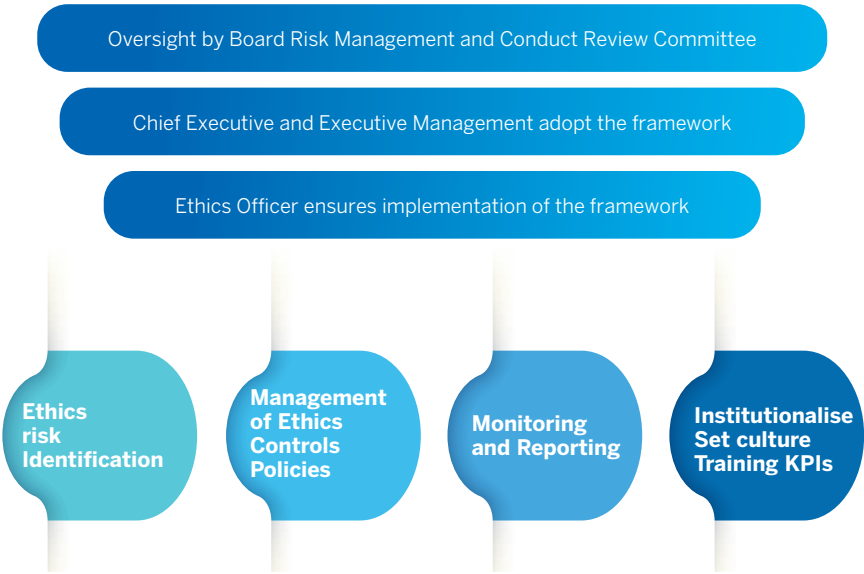 Oversight by Board Risk Management and Conduct Review Committee
Chief Executive and Executive Management adopt the framework
Ethics Officer ensures implementation of the framework
Ethics
risk
Identification
Management
of Ethics
Controls
Policies
Monitoring
and Reporting
Institutionalise
Set culture
Training KPIs